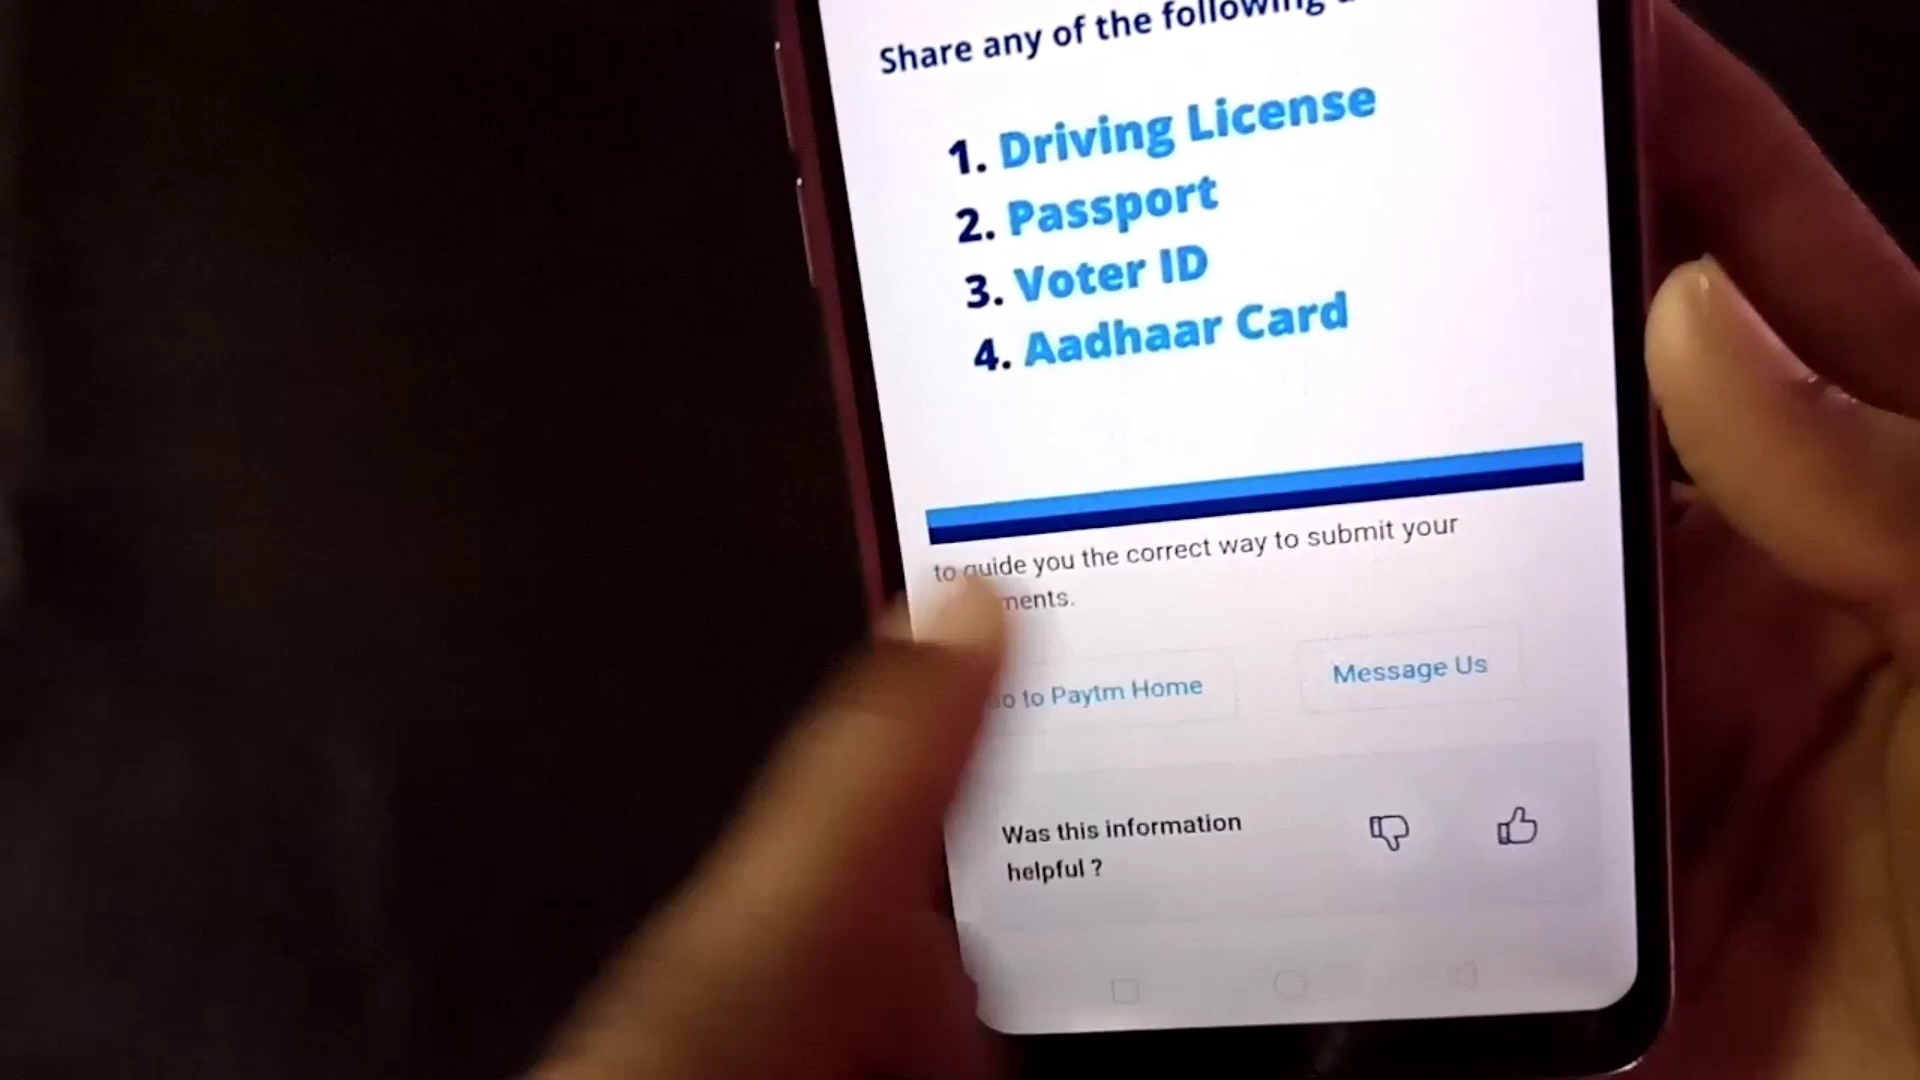 Share any of the following
1. Driving License
2. Passport
3. Voter ID
4. Aadhaar Card
to guide you the correct way to submit your
to Paytm Home
Message Us
Was this information
helpful ?